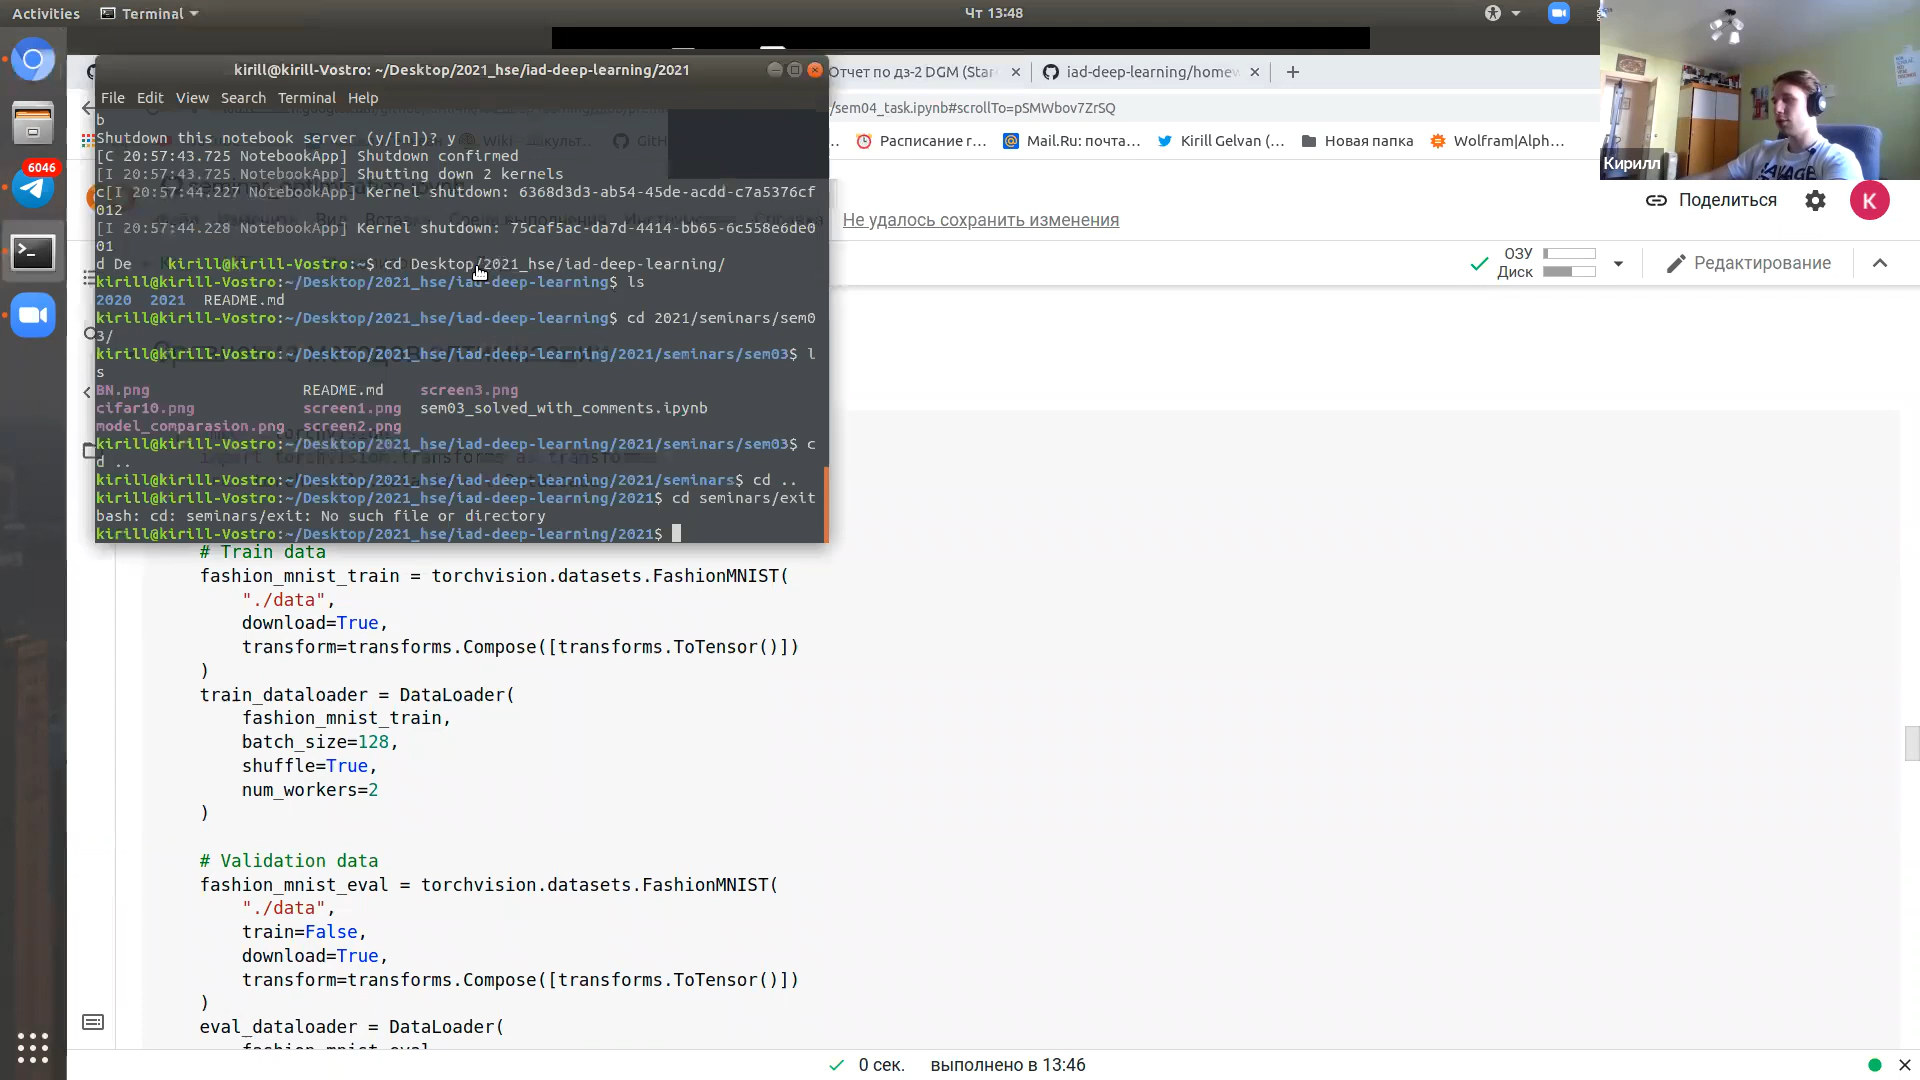 Activities
Terminal
Чт 13:48
kirill@kirill-Vostro: ~/Desktop/2021_hse/iad-deep-learning/2021
Отчет по дз-2 DGM (Star
iad-deep-learning/homew
File Edit View Search Terminal Help
/sem04_task.ipynb#scrollTo=pSMWbov7ZrSQ
b
Shutdown this notebook server (y/[n])? y
Расписание г...
Mail.Ru: почта...
Kirill Gelvan (...
Новая папка
Wolfram|Alph...
[C 20:57:43.725 NotebookApp] Shutdown confirmed
[I 20:57:43.725 NotebookApp] Shutting down 2 kernels
c[I 20:57:44.227 NotebookApp] Kernel shutdown: 6368d3d3-ab54-45de-acdd-c7a5376cf
012
[I 20:57:44.228 NotebookApp] Kernel shutdown: 75caf5ac-da7d-4414-bb65-6c558e6de0
01
d De kirill@kirill-Vostro:~$ cd Desktop/2021_hse/iad-deep-learning/
kirill@kirill-Vostro:~/Desktop/2021_hse/iad-deep-learning$ ls
2020 2021 README.md
kirill@kirill-Vostro:~/Desktop/2021_hse/iad-deep-learning$ cd 2021/seminars/sem0
3/
kirill@kirill-Vostro:~/Desktop/2021_hse/iad-deep-learning/2021/seminars/sem03$ l
s
BN.png README.md screen3.png
cifar10.png screen1.png sem03_solved_with_comments.ipynb
model_comparasion.png screen2.png
kirill@kirill-Vostro:~/Desktop/2021_hse/iad-deep-learning/2021/seminars/sem03$ c
d ..
kirill@kirill-Vostro:~/Desktop/2021_hse/iad-deep-learning/2021/seminars$ cd ..
kirill@kirill-Vostro:~/Desktop/2021_hse/iad-deep-learning/2021$ cd seminars/exit
bash: cd: seminars/exit: No such file or directory
kirill@kirill-Vostro:~/Desktop/2021_hse/iad-deep-learning/2021$
6046
Кирилл
Не удалось сохранить изменения
Поделиться
K
ОЗУ
Диск
Редактирование
# Train data
fashion_mnist_train = torchvision.datasets.FashionMNIST(
"./data",
download=True,
transform=transforms.Compose([transforms.ToTensor()])
)
train_dataloader = DataLoader(
fashion_mnist_train,
batch_size=128,
shuffle=True,
num_workers=2
)
# Validation data
fashion_mnist_eval = torchvision.datasets.FashionMNIST(
"./data",
train=False,
download=True,
transform=transforms.Compose([transforms.ToTensor()])
)
eval_dataloader = DataLoader(
0 сек. выполнено в 13:46